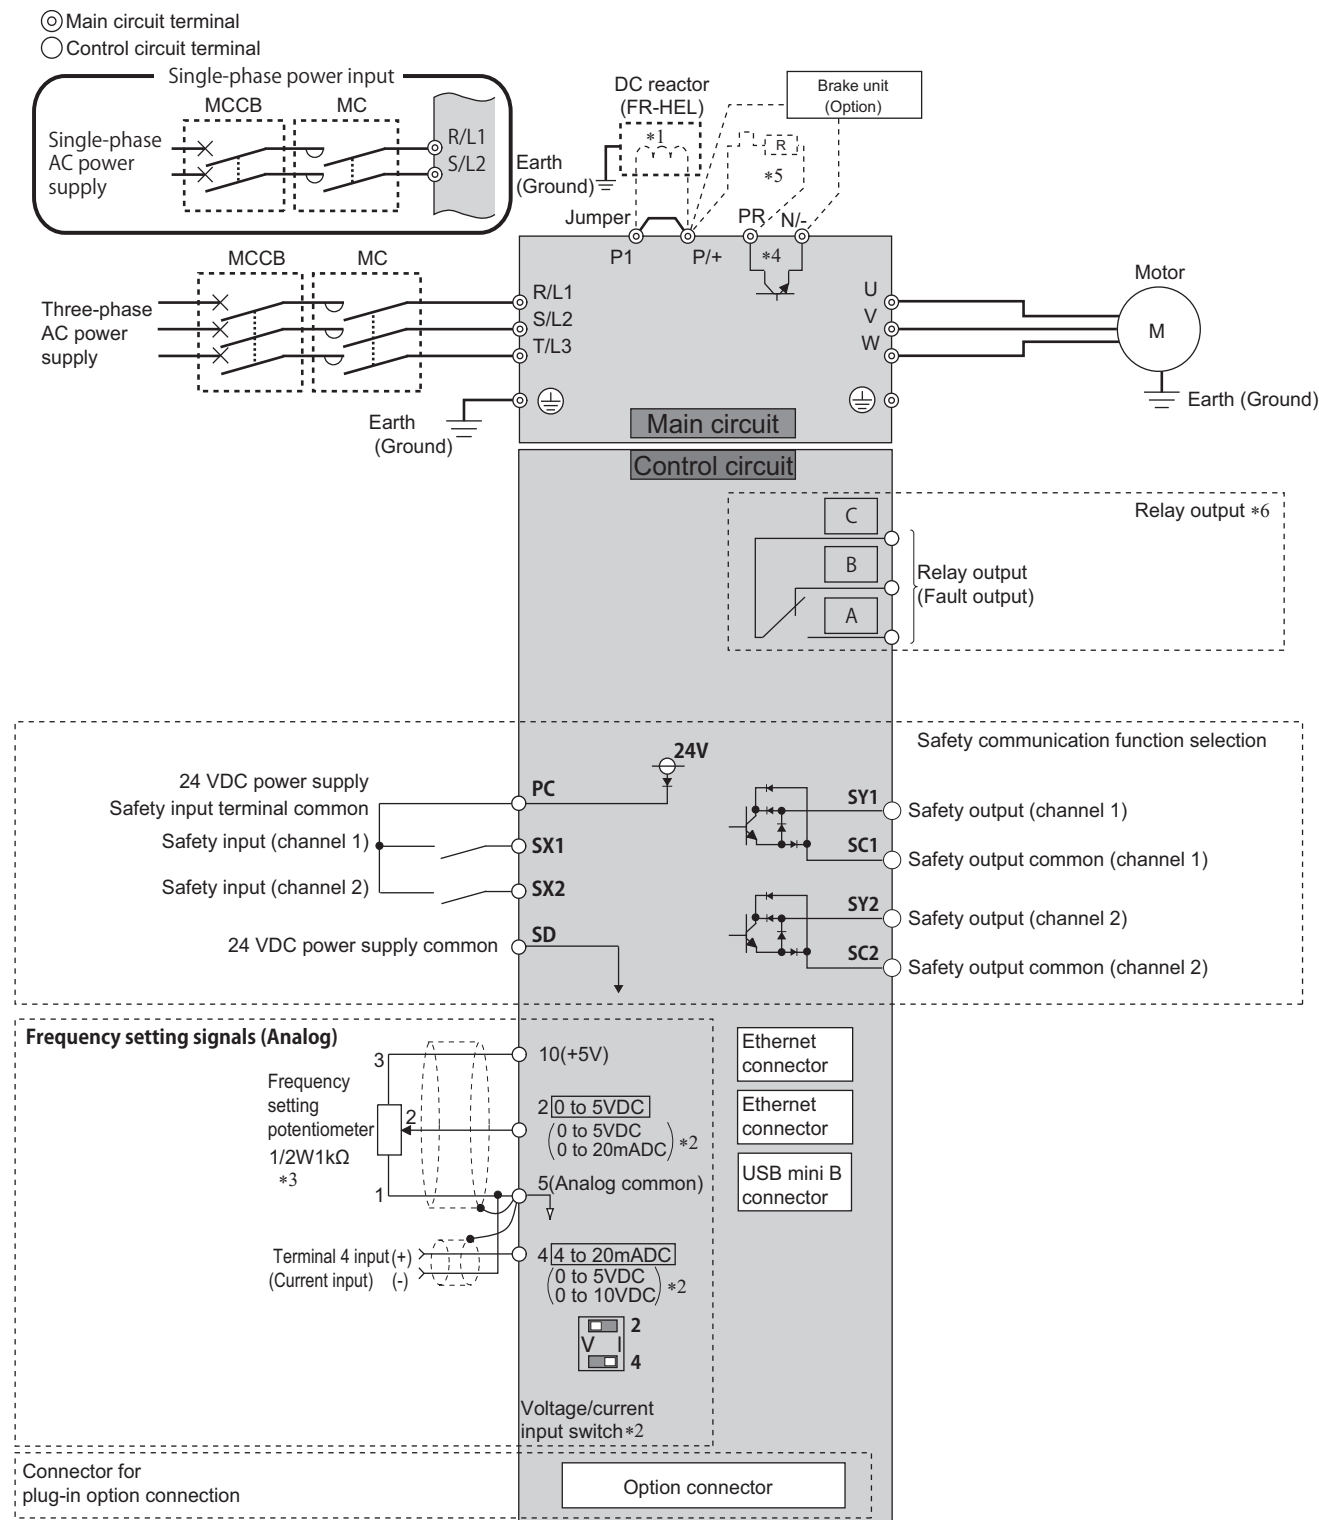 Main circuit terminal
Control circuit terminal
Single-phase power input
MCCB MC
Single-phase
AC power
supply
R/L1
S/L2
Earth
(Ground)
DC reactor
(FR-HEL)
*1
Brake unit
(Option)
R
*5
Jumper
P1 P/+ PR N/-
*4
MCCB MC
Three-phase
AC power
supply
R/L1
S/L2
T/L3
Earth
(Ground)
U
V
W
Motor
M
Earth (Ground)
Main circuit
Control circuit
Relay output *6
C
B
A
Relay output
(Fault output)
Safety communication function selection
24 VDC power supply
Safety input terminal common
Safety input (channel 1)
Safety input (channel 2)
24 VDC power supply common
PC
24V
SX1
SX2
SD
SY1 Safety output (channel 1)
SC1 Safety output common (channel 1)
SY2 Safety output (channel 2)
SC2 Safety output common (channel 2)
Frequency setting signals (Analog)
3
Frequency
setting
potentiometer
1/2W1kΩ
*3
2
1
10(+5V)
2 0 to 5VDC
(0 to 5VDC
0 to 20mADC) *2
5(Analog common)
Terminal 4 input (+)
(Current input) (-)
4 4 to 20mADC
(0 to 5VDC
0 to 10VDC) *2
2
V I
4
Voltage/current
input switch*2
Ethernet
connector
Ethernet
connector
USB mini B
connector
Connector for
plug-in option connection
Option connector